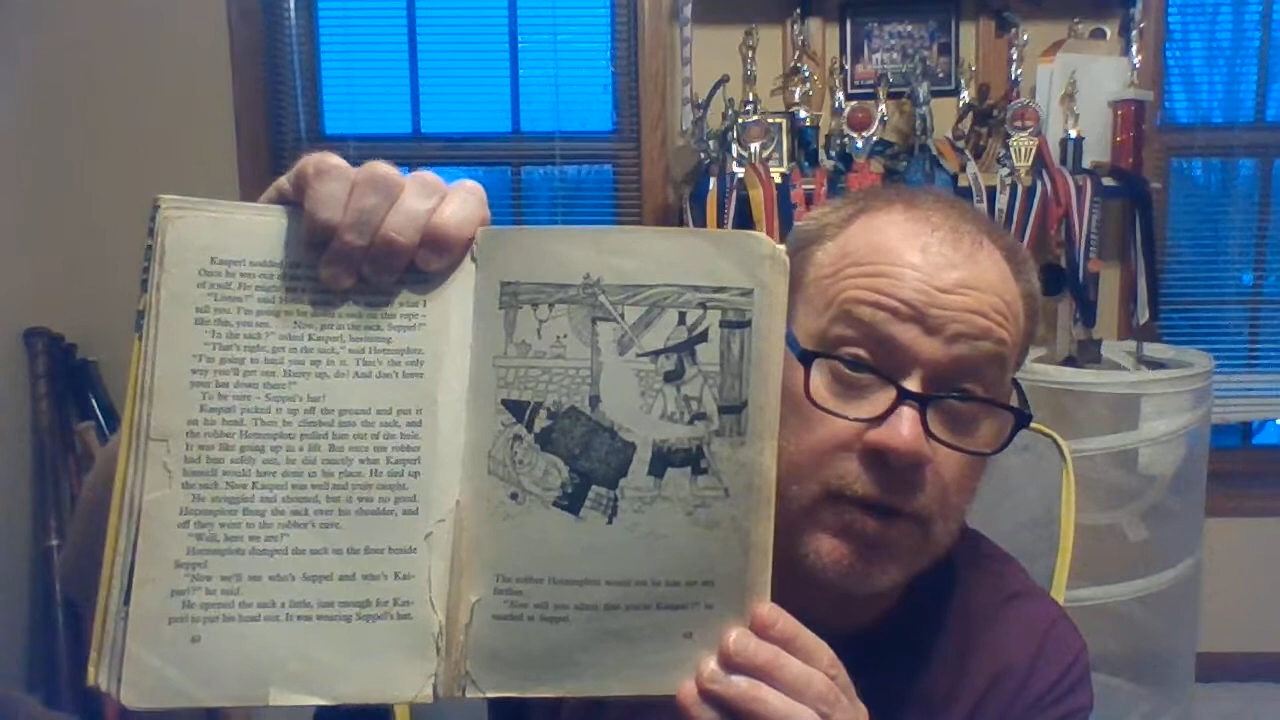 Kasperl nodded
Once he was out of
of itself. He might
"Listen!" said what I
tell you. I'm going to a sack on this rope –
like this, you see. . . . Now, get in the sack, Seppel!"
"In the sack?" asked Kasperl, hesitating.
"That's right, get in the sack," said Hotzenplotz.
"I'm going to haul you up in it. That's the only
way you'll get out. Hurry up, do! And don't leave
your hat down there!"
To be sure – Seppel's hat!
Kasperl picked it up off the ground and put it
on his head. Then he climbed into the sack, and
the robber Hotzenplotz pulled him out of the hole.
It was like going up in a lift. But once the robber
had him safely out, he did exactly what Kasperl
himself would have done in his place. He tied up
the sack. Now Kasperl was well and truly caught.
He struggled and shouted, but it was no good.
Hotzenplotz flung the sack over his shoulder, and
off they went to the robber's cave.
"Well, here we are!"
Hotzenplotz dumped the sack on the floor beside
Seppel.
"Now we'll see who's Seppel and who's Kas-
perl!" he said.
He opened the sack a little, just enough for Kas-
perl to put his head out. It was wearing Seppel's hat.
The robber Hotzenplotz would not let him get any
farther.
"Now will you admit that you're Kasperl?" he
at Seppel.